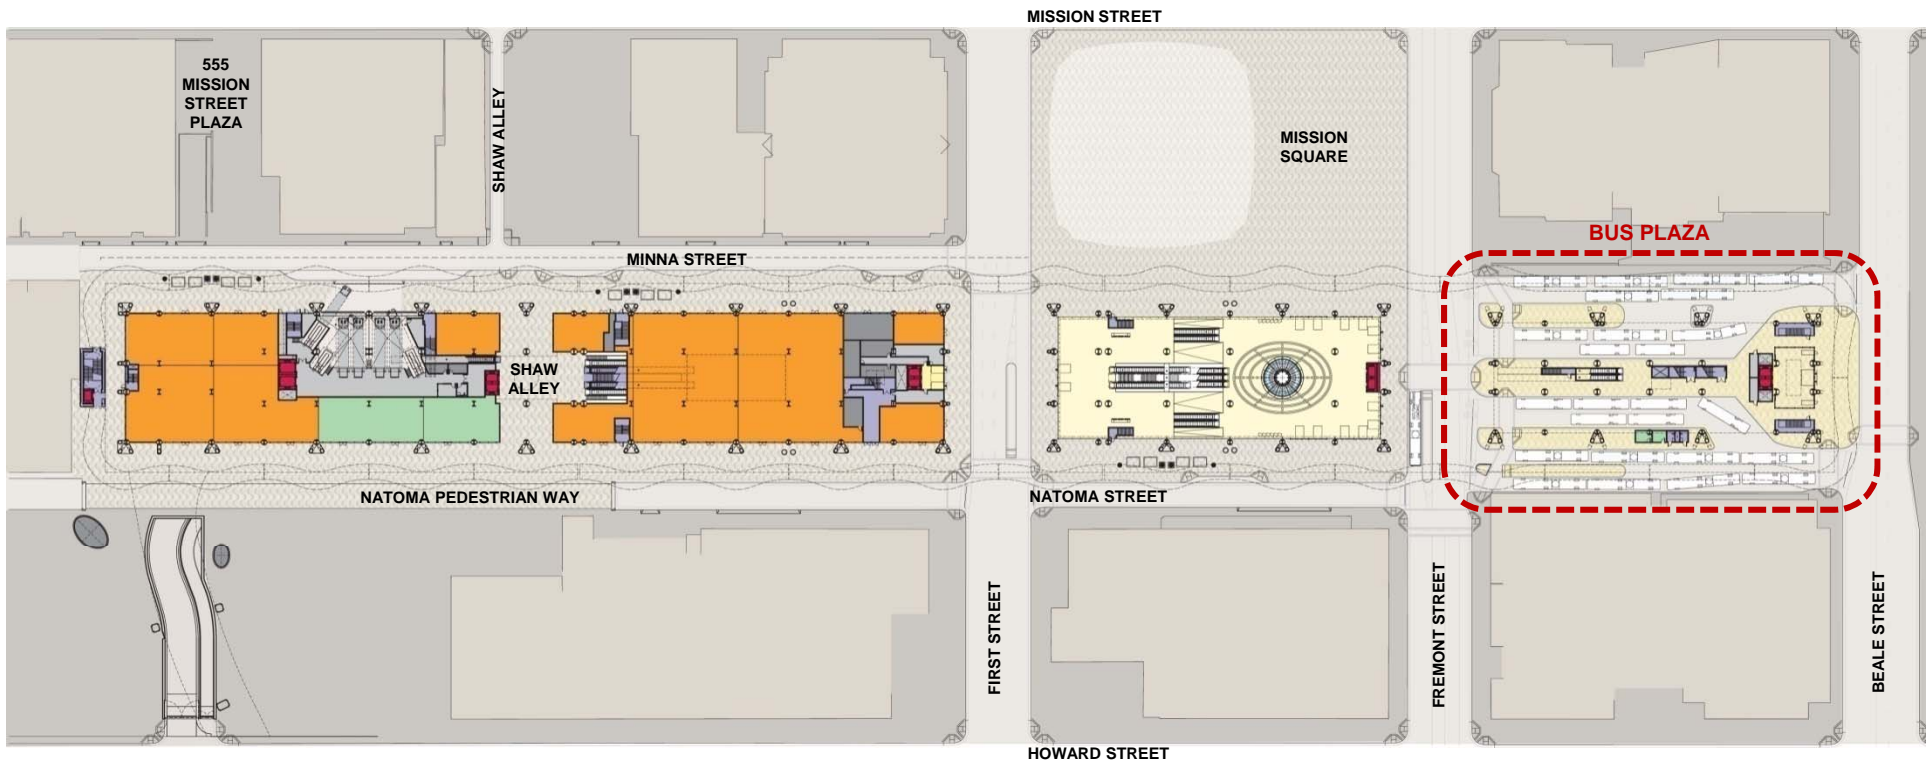 MISSION STREET
555
MISSION
STREET
PLAZA
SHAW ALLEY
MISSION
SQUARE
BUS PLAZA
MINNA STREET
SHAW
ALLEY
NATOMA PEDESTRIAN WAY
NATOMA STREET
FIRST STREET
FREMONT STREET
BEALE STREET
HOWARD STREET